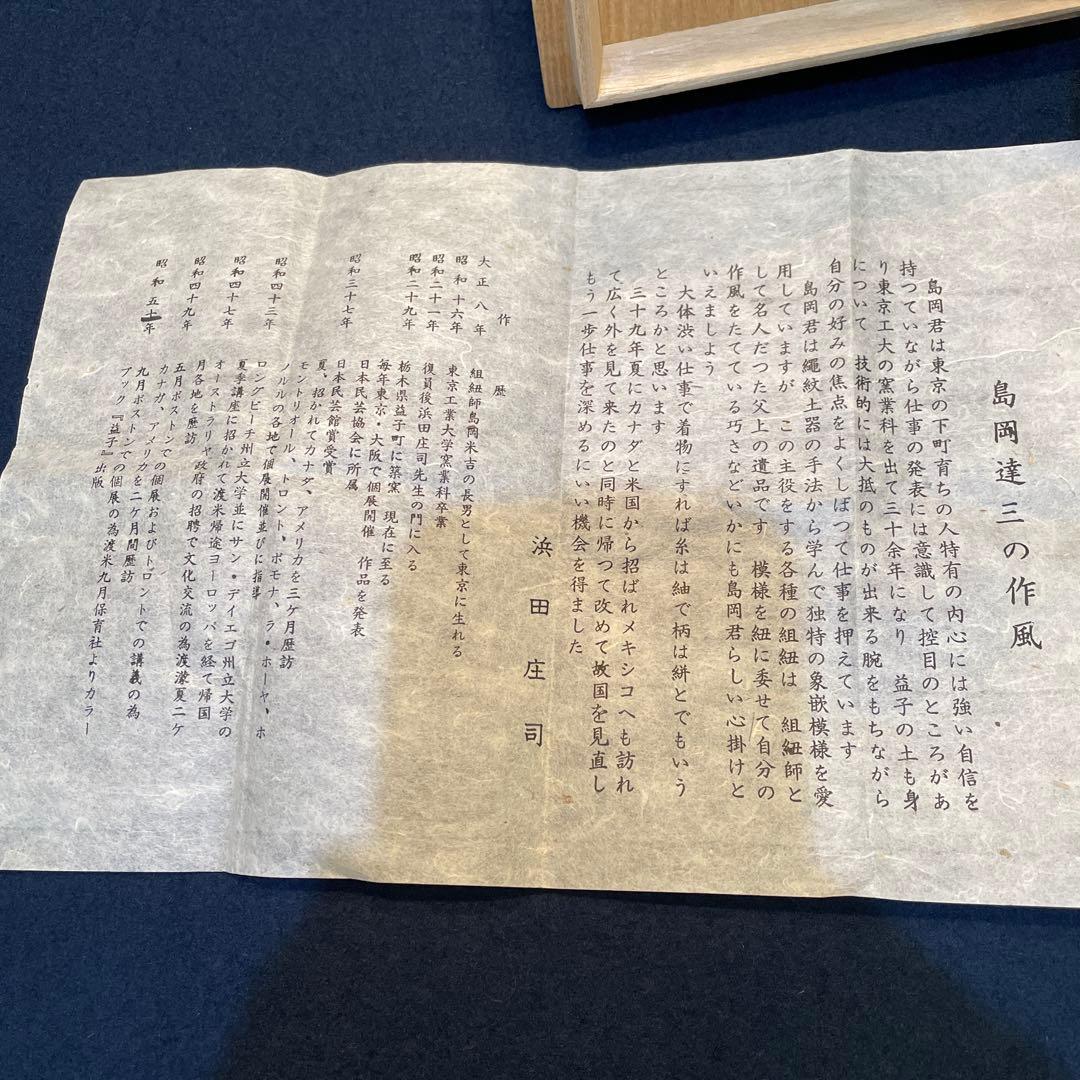 島岡達三の作風
島岡君は東京の下町育ちの人特有の内心には強い自信を
持つていながら仕事の発表には意識して控目のところがあ
り東京工大の窯業科を出て三十余年になり　益子の土も身
について　技術的には大抵のものが出来る腕をもちながら
自分の好みの焦点をよくしぼつて仕事を押えています
島岡君は縄紋土器の手法から学んで独特の象嵌模様を愛
用していますが　この主役をする各種の組紐は　組紐師と
して名人だつた父上の遺品です　模様を紐に委せて自分の
作風をたてている巧さなどいかにも島岡君らしい心掛けと
いえましよう
大体渋い仕事で着物にすれば糸は紬で柄は絣とでもいう
ところかと思います
三十九年夏にカナダと米国から招ばれメキシコへも訪れ
て広く外を見て来たのと同時に帰つて改めて故国を見直し
もう一歩仕事を深めるにいい機会を得ました
浜田庄司
作歴
大正八年　組紐師島岡米吉の長男として東京に生れる
昭和十六年　東京工業大学窯業科卒業
昭和二十一年　復員後浜田庄司先生の門に入る
昭和二十九年　栃木県益子町に築窯　現在に至る
毎年東京・大阪で個展開催　作品を発表
日本民芸協会に所属
昭和三十七年　日本民芸館賞受賞
夏、招かれてカナダ、アメリカを三ケ月歴訪
モントリオール、トロント、ポモナ、ラ・ホーヤ、ホ
ノルルの各地で個展開催並びに指導
昭和四十三年　ロングビーチ州立大学並にサン・デイエゴ州立大学の
夏季講座に招かれて渡米帰途ヨーロッパを経て帰国
昭和四十七年　オーストラリヤ政府の招聘で文化交流の為渡濠夏二ケ
月各地を歴訪
昭和四十九年　五月ボストンでの個展およびトロントでの講義の為
カナダ、アメリカを二ケ月間歴訪
昭和五十年　九月ボストンでの個展の為渡米九月保育社よりカラー
ブック『益子』出版